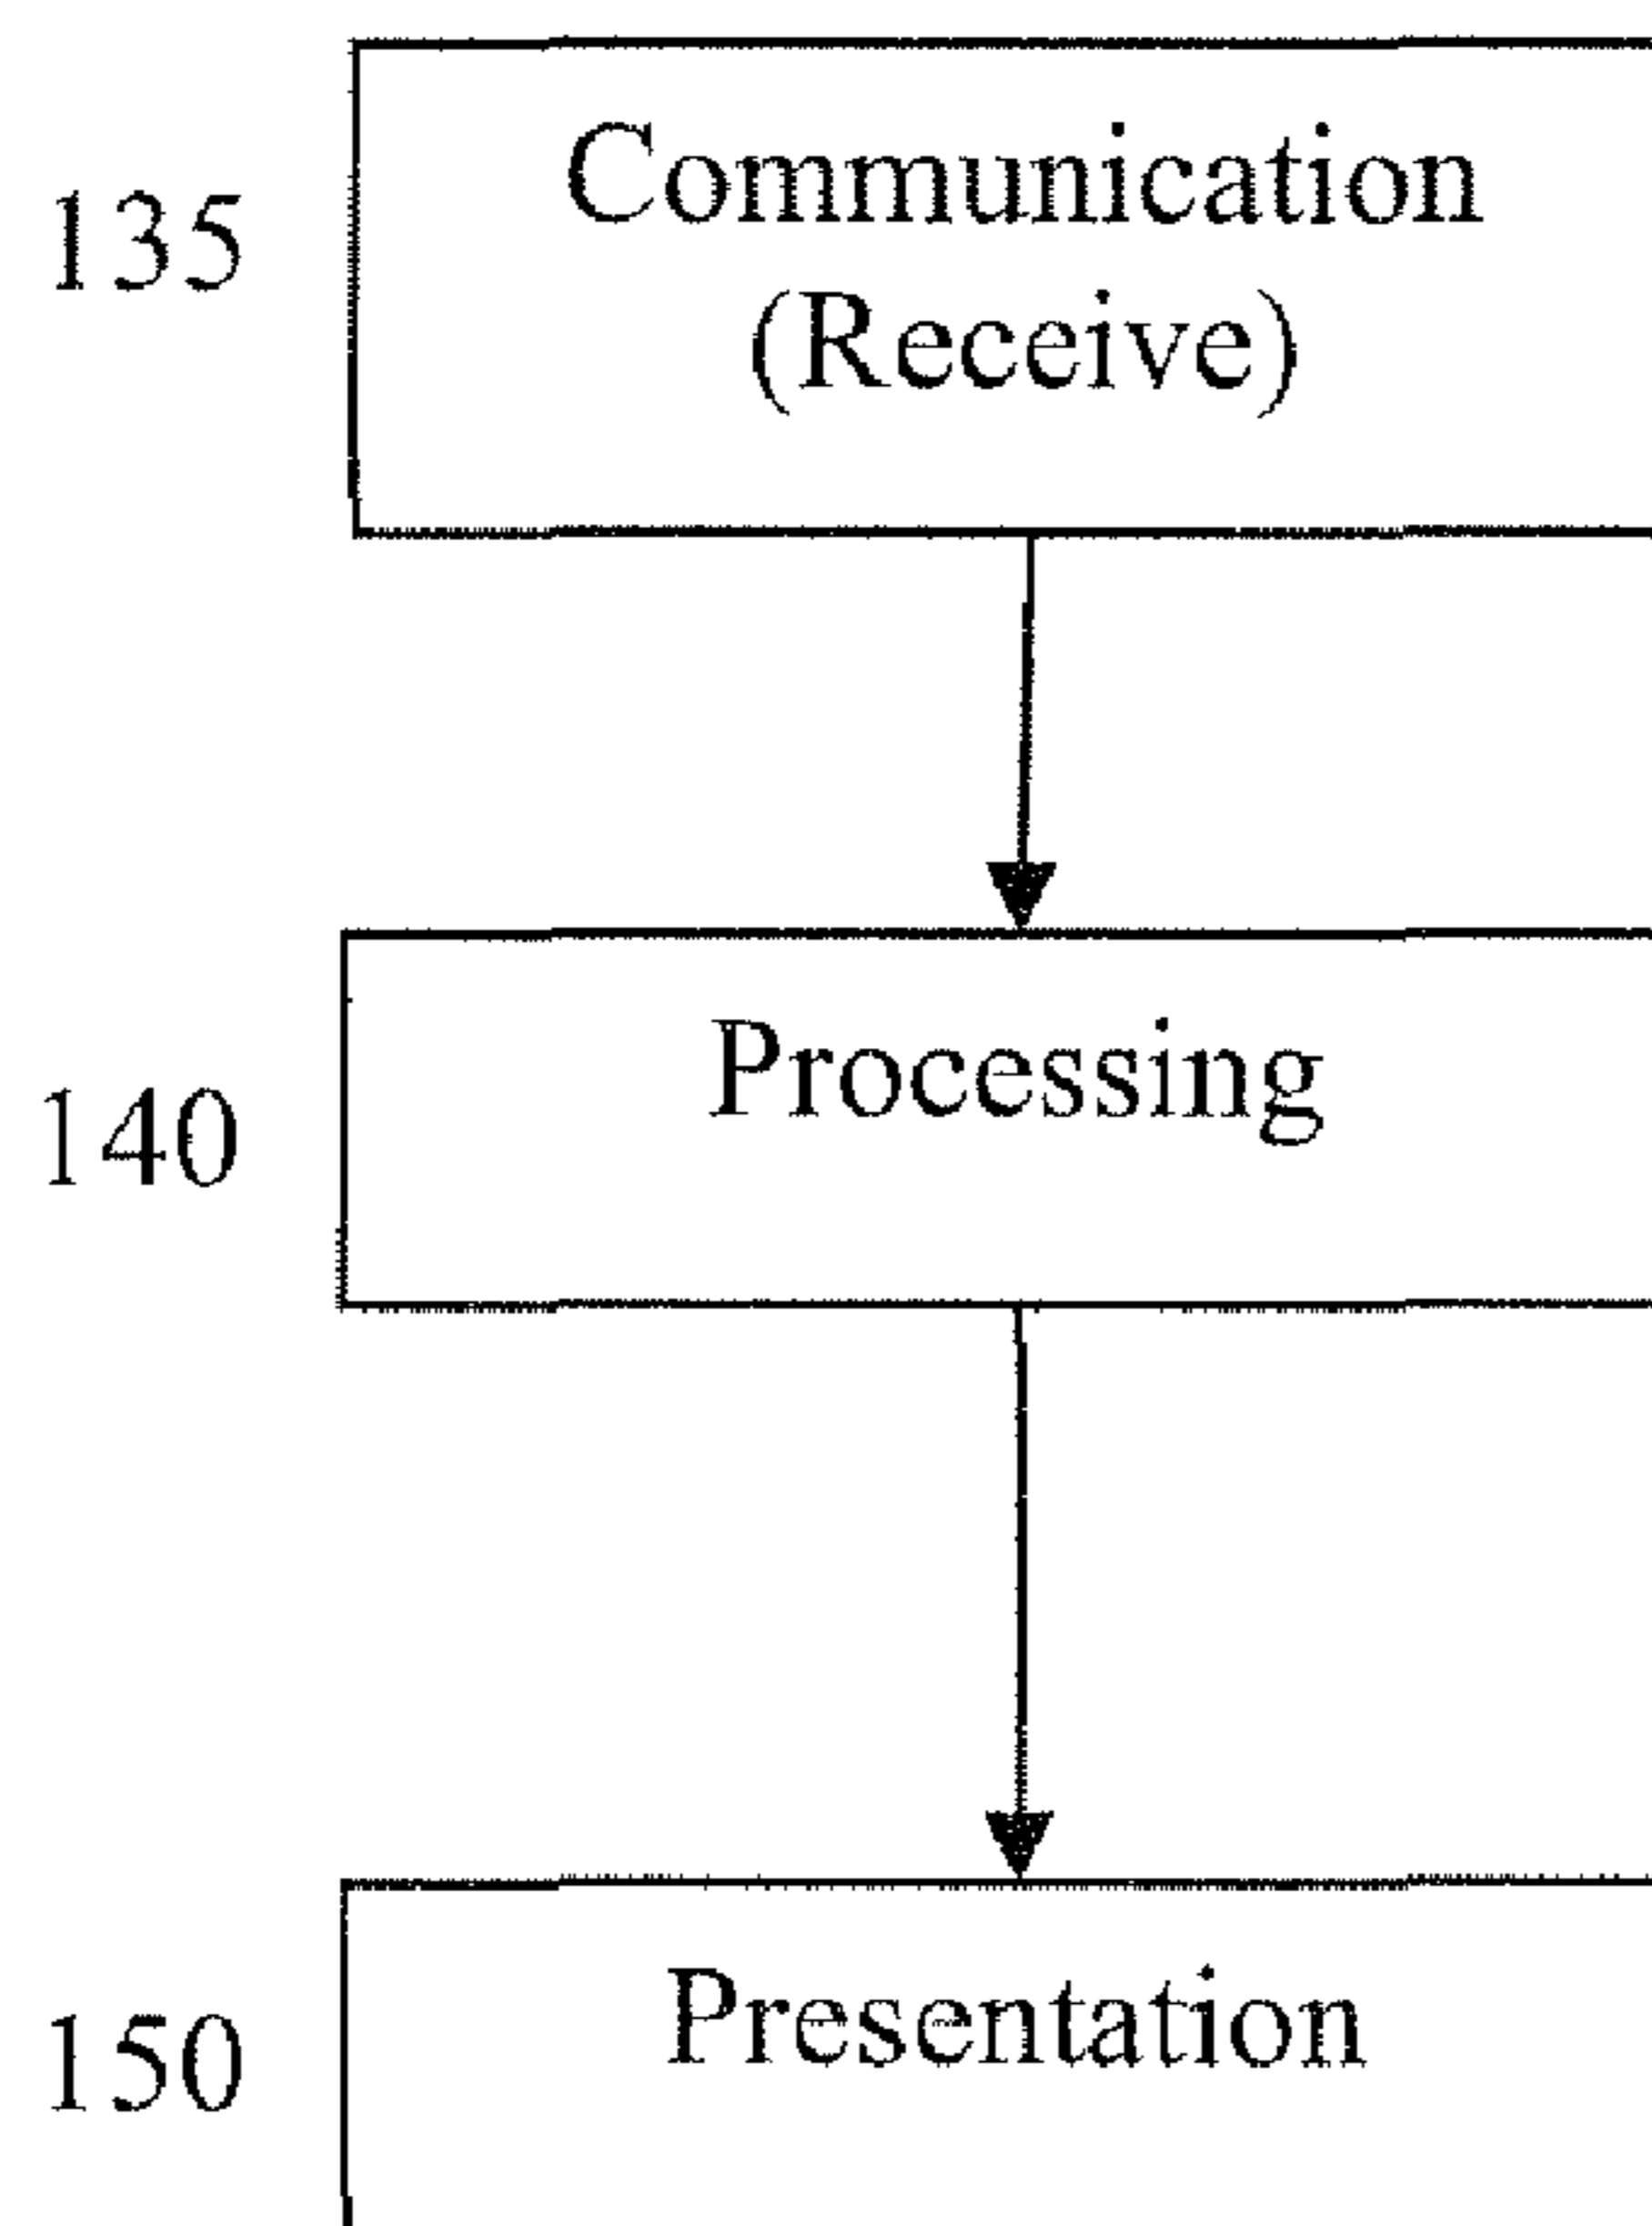 135
Communication
(Receive)
140
Processing
150
Presentation